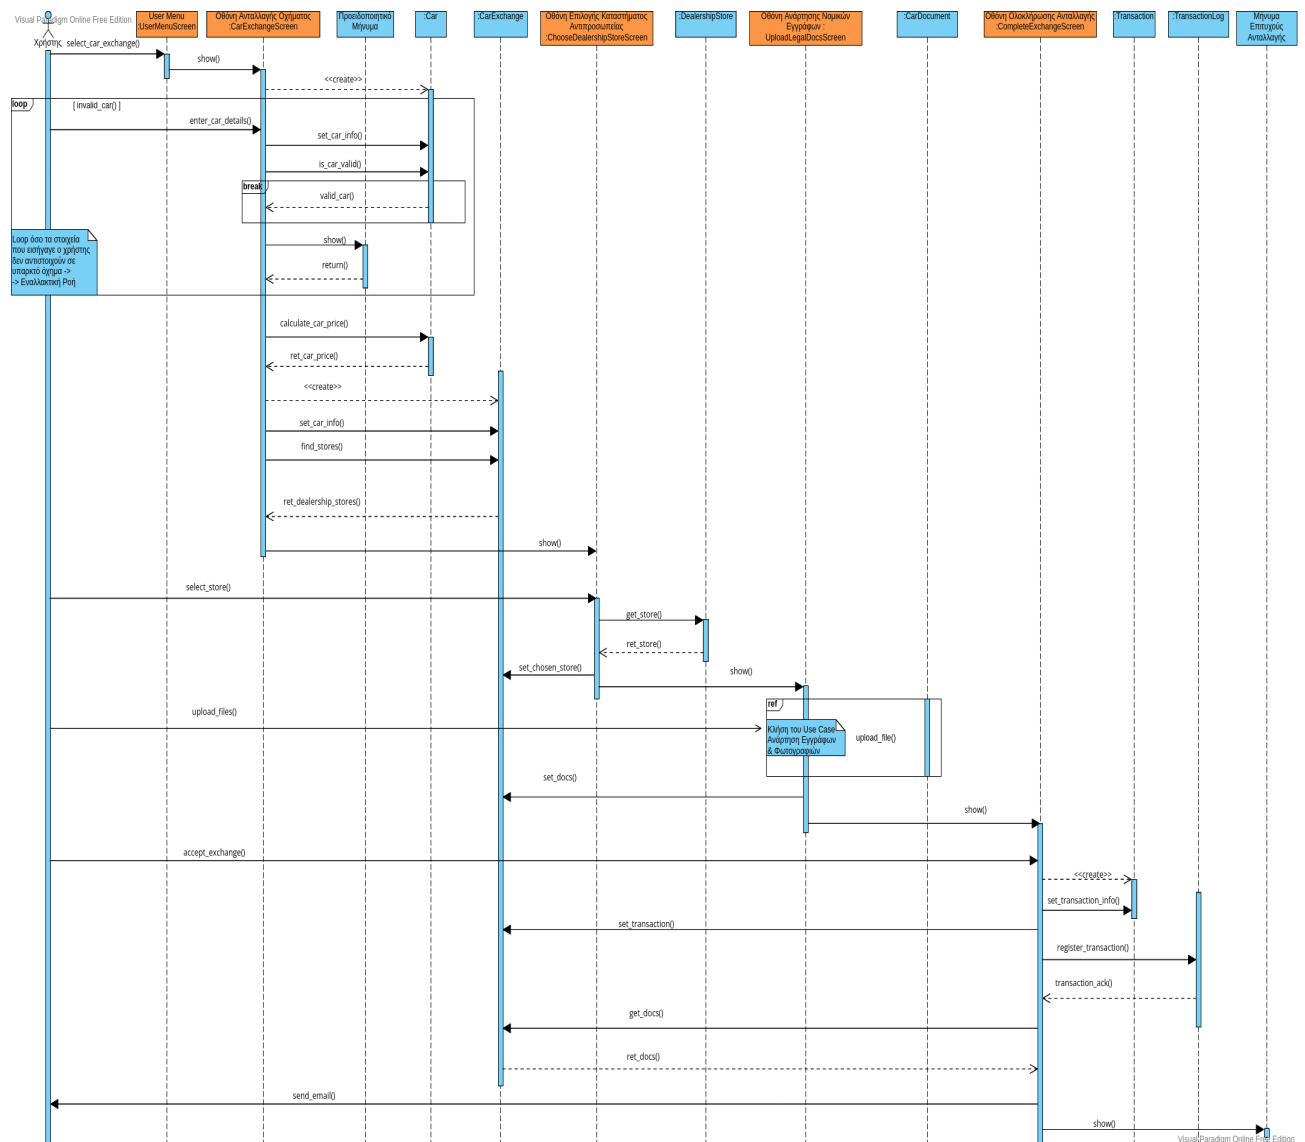 Visual Paradigm Online Free Edition
Χρήστης
User Menu
:UserMenuScreen
Οθόνη Ανταλλαγής Οχήματος
:CarExchangeScreen
Προειδοποιητικό
Μήνυμα
:Car
:CarExchange
Οθόνη Επιλογής Καταστήματος
Αντιπροσωπείας
:ChooseDealershipStoreScreen
:DealershipStore
Οθόνη Ανάρτησης Νομικών
Εγγράφων :
UploadLegalDocsScreen
:CarDocument
Οθόνη Ολοκλήρωσης Ανταλλαγής
:CompleteExchangeScreen
:Transaction
:TransactionLog
Μήνυμα
Επιτυχούς
Ανταλλαγής
select_car_exchange()
show()
<<create>>
loop
[ invalid_car() ]
enter_car_details()
set_car_info()
is_car_valid()
break
valid_car()
Loop όσο τα στοιχεία
που εισήγαγε ο χρήστης
δεν αντιστοιχούν σε
υπαρκτό όχημα ->
-> Εναλλακτική Ροή
show()
return()
calculate_car_price()
ret_car_price()
<<create>>
set_car_info()
find_stores()
ret_dealership_stores()
show()
select_store()
get_store()
ret_store()
set_chosen_store()
show()
ref
upload_files()
Κλήση του Use Case
Ανάρτηση Εγγράφων
& Φωτογραφιών
upload_file()
set_docs()
show()
accept_exchange()
<<create>>
set_transaction_info()
set_transaction()
register_transaction()
transaction_ack()
get_docs()
ret_docs()
send_email()
show()
Visual Paradigm Online Free Edition